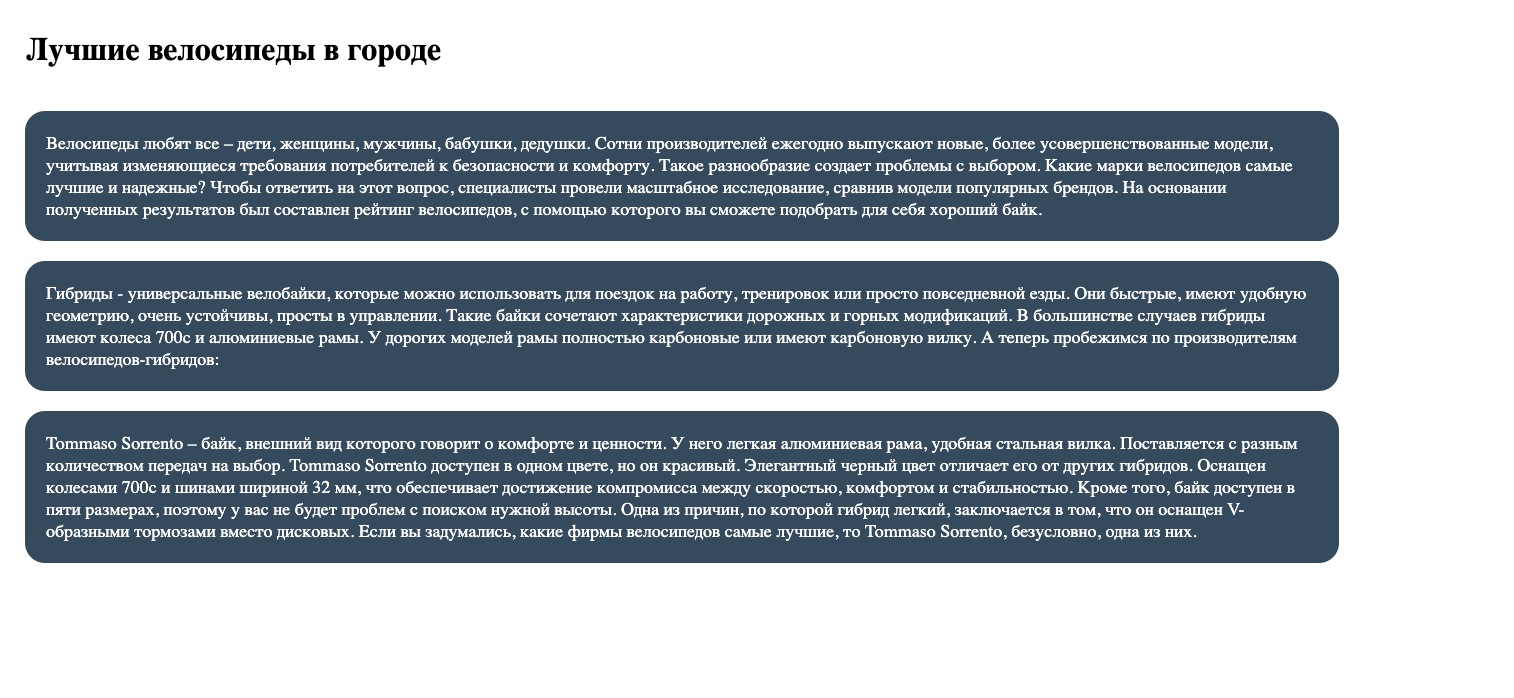 Лучшие велосипеды в городе
Велосипеды любят все – дети, женщины, мужчины, бабушки, дедушки. Сотни производителей ежегодно выпускают новые, более усовершенствованные модели,
учитывая изменяющиеся требования потребителей к безопасности и комфорту. Такое разнообразие создает проблемы с выбором. Какие марки велосипедов самые
лучшие и надежные? Чтобы ответить на этот вопрос, специалисты провели масштабное исследование, сравнив модели популярных брендов. На основании
полученных результатов был составлен рейтинг велосипедов, с помощью которого вы сможете подобрать для себя хороший байк.
Гибриды - универсальные велобайки, которые можно использовать для поездок на работу, тренировок или просто повседневной езды. Они быстрые, имеют удобную
геометрию, очень устойчивы, просты в управлении. Такие байки сочетают характеристики дорожных и горных модификаций. В большинстве случаев гибриды
имеют колеса 700c и алюминиевые рамы. У дорогих моделей рамы полностью карбоновые или имеют карбоновую вилку. А теперь пробежимся по производителям
велосипедов-гибридов:
Tommaso Sorrento – байк, внешний вид которого говорит о комфорте и ценности. У него легкая алюминиевая рама, удобная стальная вилка. Поставляется с разным
количеством передач на выбор. Tommaso Sorrento доступен в одном цвете, но он красивый. Элегантный черный цвет отличает его от других гибридов. Оснащен
колесами 700c и шинами шириной 32 мм, что обеспечивает достижение компромисса между скоростью, комфортом и стабильностью. Кроме того, байк доступен в
пяти размерах, поэтому у вас не будет проблем с поиском нужной высоты. Одна из причин, по которой гибрид легкий, заключается в том, что он оснащен V-
образными тормозами вместо дисковых. Если вы задумались, какие фирмы велосипедов самые лучшие, то Tommaso Sorrento, безусловно, одна из них.